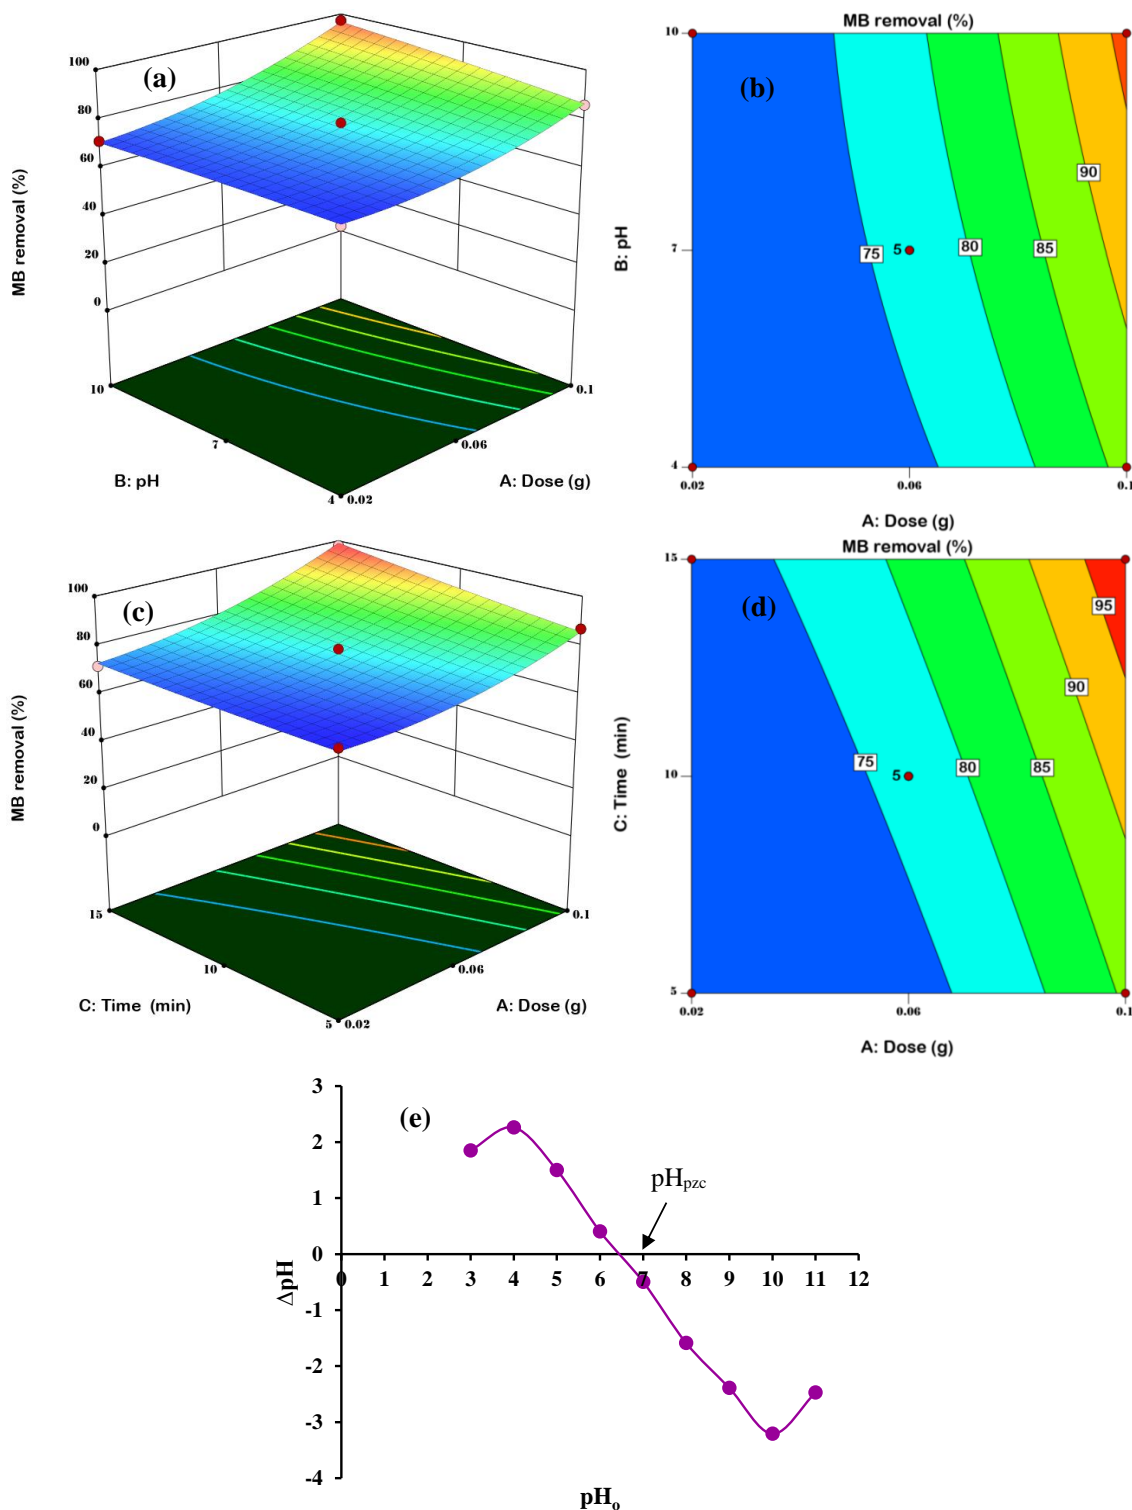 (a)
100
80
60
40
20
0
MB removal (%)
10
7
4
0.02
0.06
0.1
B: pH
A: Dose (g)
MB removal (%)
(b)
10
7
4
B: pH
90
75
5
80
85
0.02
0.06
0.1
A: Dose (g)
(c)
100
80
60
40
20
0
MB removal (%)
15
10
5
0.02
0.06
0.1
C: Time (min)
A: Dose (g)
MB removal (%)
(d)
15
10
5
C: Time (min)
95
90
75
5
80
85
0.02
0.06
0.1
A: Dose (g)
(e)
3
2
1
0
-1
-2
-3
-4
ΔpH
pHpzc
0 1 2 3 4 5 6 7 8 9 10 11 12
pHo